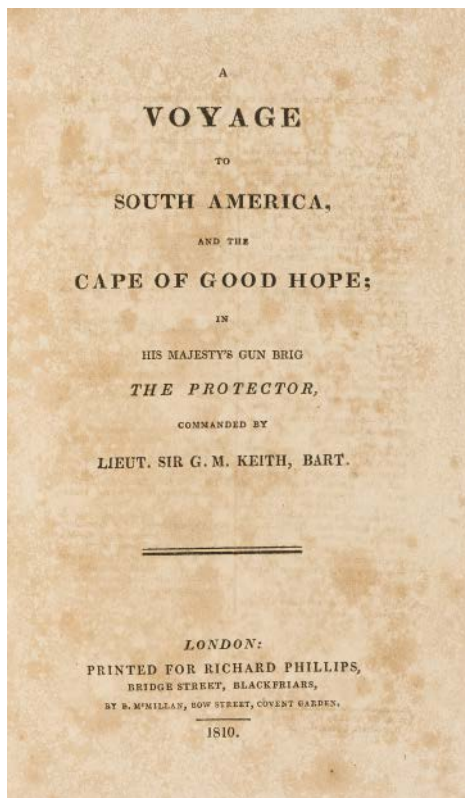 A
VOYAGE
TO
SOUTH AMERICA,
AND THE
CAPE OF GOOD HOPE;
IN
HIS MAJESTY'S GUN BRIG
THE PROTECTOR,
COMMANDED BY
LIEUT. SIR G. M. KEITH, BART.
LONDON:
PRINTED FOR RICHARD PHILLIPS,
BRIDGE STREET, BLACKFRIARS,
BY B. M'MILLAN, BOW STREET, COVENT GARDEN.
1810.